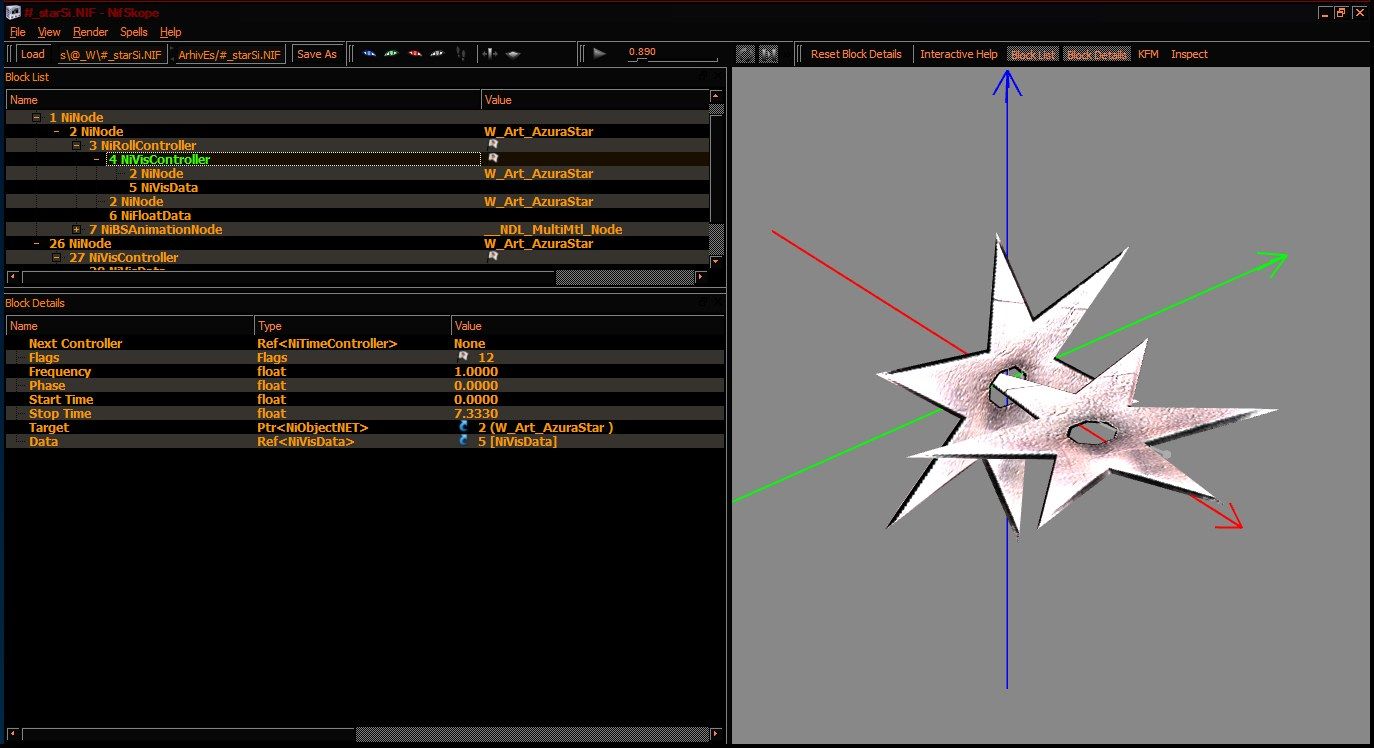 #_starSi.NIF - NifSkope
File View Render Spells Help
Load s\@_W\#_starSi.NIF ArhivEs/#_starSi.NIF Save As 0.890 Reset Block Details Interactive Help Block List Block Details KFM Inspect
Block List
Name Value
1 NiNode
2 NiNode W_Art_AzuraStar
3 NiRollController
4 NiVisController
2 NiNode W_Art_AzuraStar
5 NiVisData
2 NiNode W_Art_AzuraStar
6 NiFloatData
7 NiBSAnimationNode __NDL_MultiMtl_Node
26 NiNode W_Art_AzuraStar
27 NiVisController
28 NiVisData
Block Details
Name Type Value
Next Controller Ref<NiTimeController> None
Flags Flags 12
Frequency float 1.0000
Phase float 0.0000
Start Time float 0.0000
Stop Time float 7.3330
Target Ptr<NiObjectNET> 2 (W_Art_AzuraStar )
Data Ref<NiVisData> 5 [NiVisData]